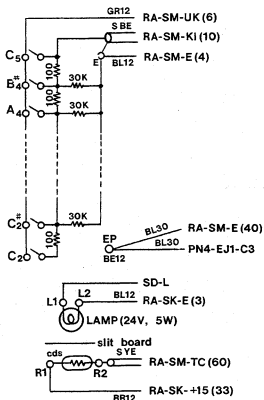 GR12 RA-SM-UK (6)
S BE RA-SM-KI (10)
C5 E BL12 RA-SM-E (4)
100
B4# 30K
100
A4 30K
C2# 30K
100
C2
EP BL30 RA-SM-E (40)
BE12 BL30 PN4-EJ1-C3
SD-L
L1 L2 BL12 RA-SK-E (3)
LAMP (24V, 5W)
slit board
cds S YE
R1 R2 RA-SM-TC (60)
BR12 RA-SK-+15 (33)